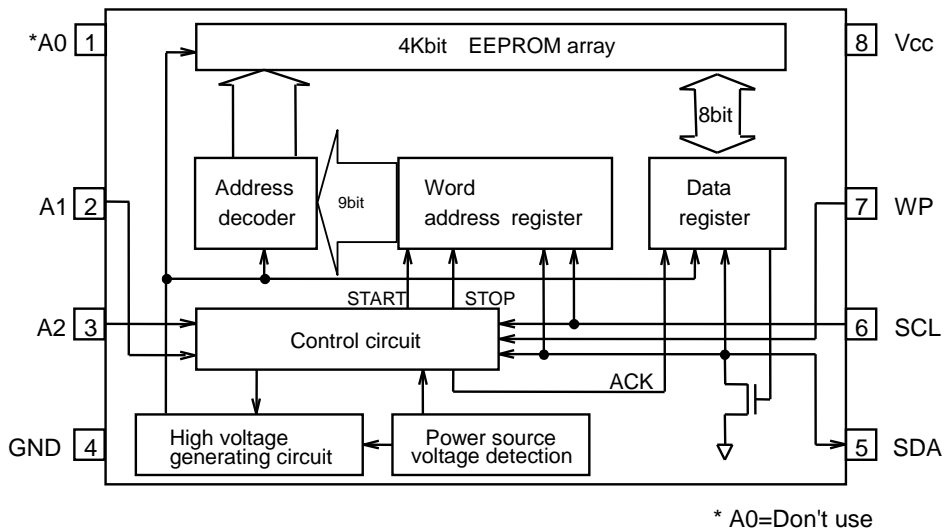 *A0 1
4Kbit EEPROM array
8 Vcc
8bit
A1 2
Address
decoder
9bit
Word
address register
Data
register
7 WP
START
STOP
A2 3
Control circuit
6 SCL
ACK
GND 4
High voltage
generating circuit
Power source
voltage detection
5 SDA
* A0=Don't use